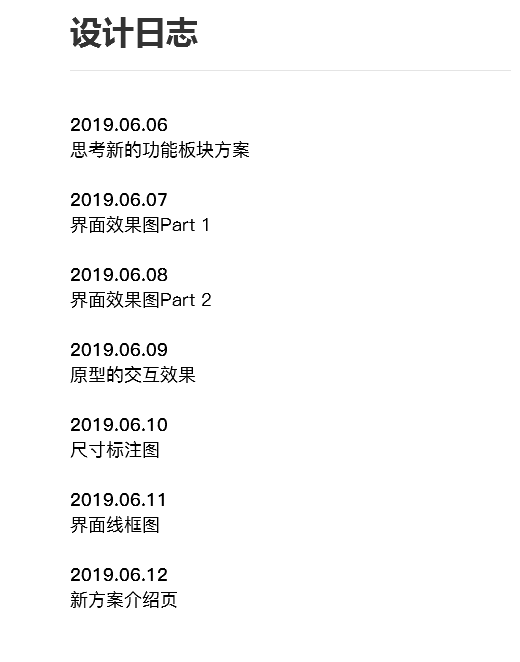 设计日志
2019.06.06
思考新的功能板块方案
2019.06.07
界面效果图Part 1
2019.06.08
界面效果图Part 2
2019.06.09
原型的交互效果
2019.06.10
尺寸标注图
2019.06.11
界面线框图
2019.06.12
新方案介绍页